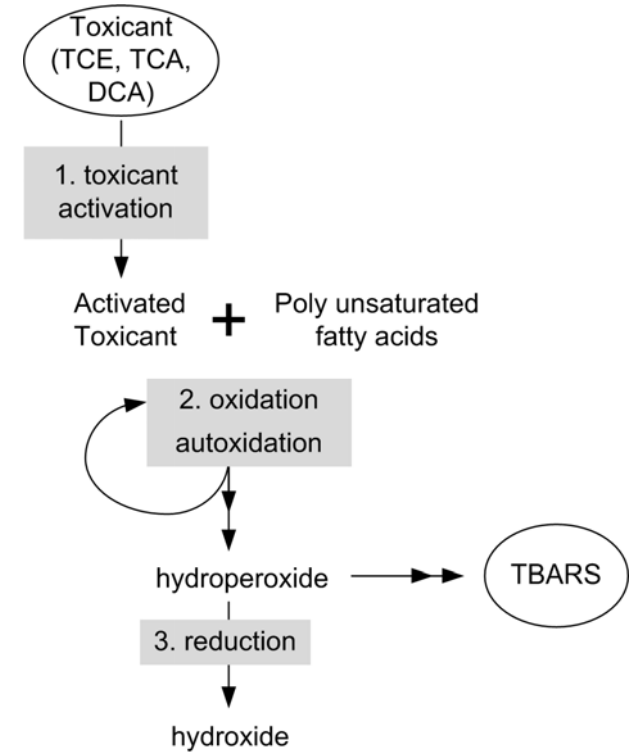 Toxicant
(TCE, TCA,
DCA)
1. toxicant
activation
Activated
Toxicant
+
Poly unsaturated
fatty acids
2. oxidation
autoxidation
hydroperoxide
TBARS
3. reduction
hydroxide